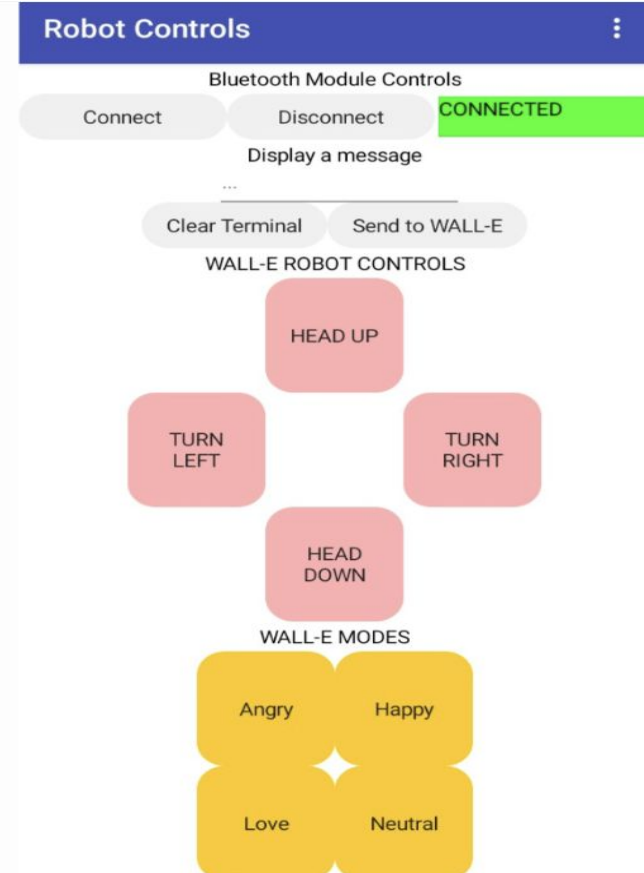 Robot Controls
Bluetooth Module Controls
Connect Disconnect CONNECTED
Display a message
...
Clear Terminal Send to WALL-E
WALL-E ROBOT CONTROLS
HEAD UP
TURN LEFT
TURN RIGHT
HEAD
DOWN
WALL-E MODES
Angry Happy
Love Neutral